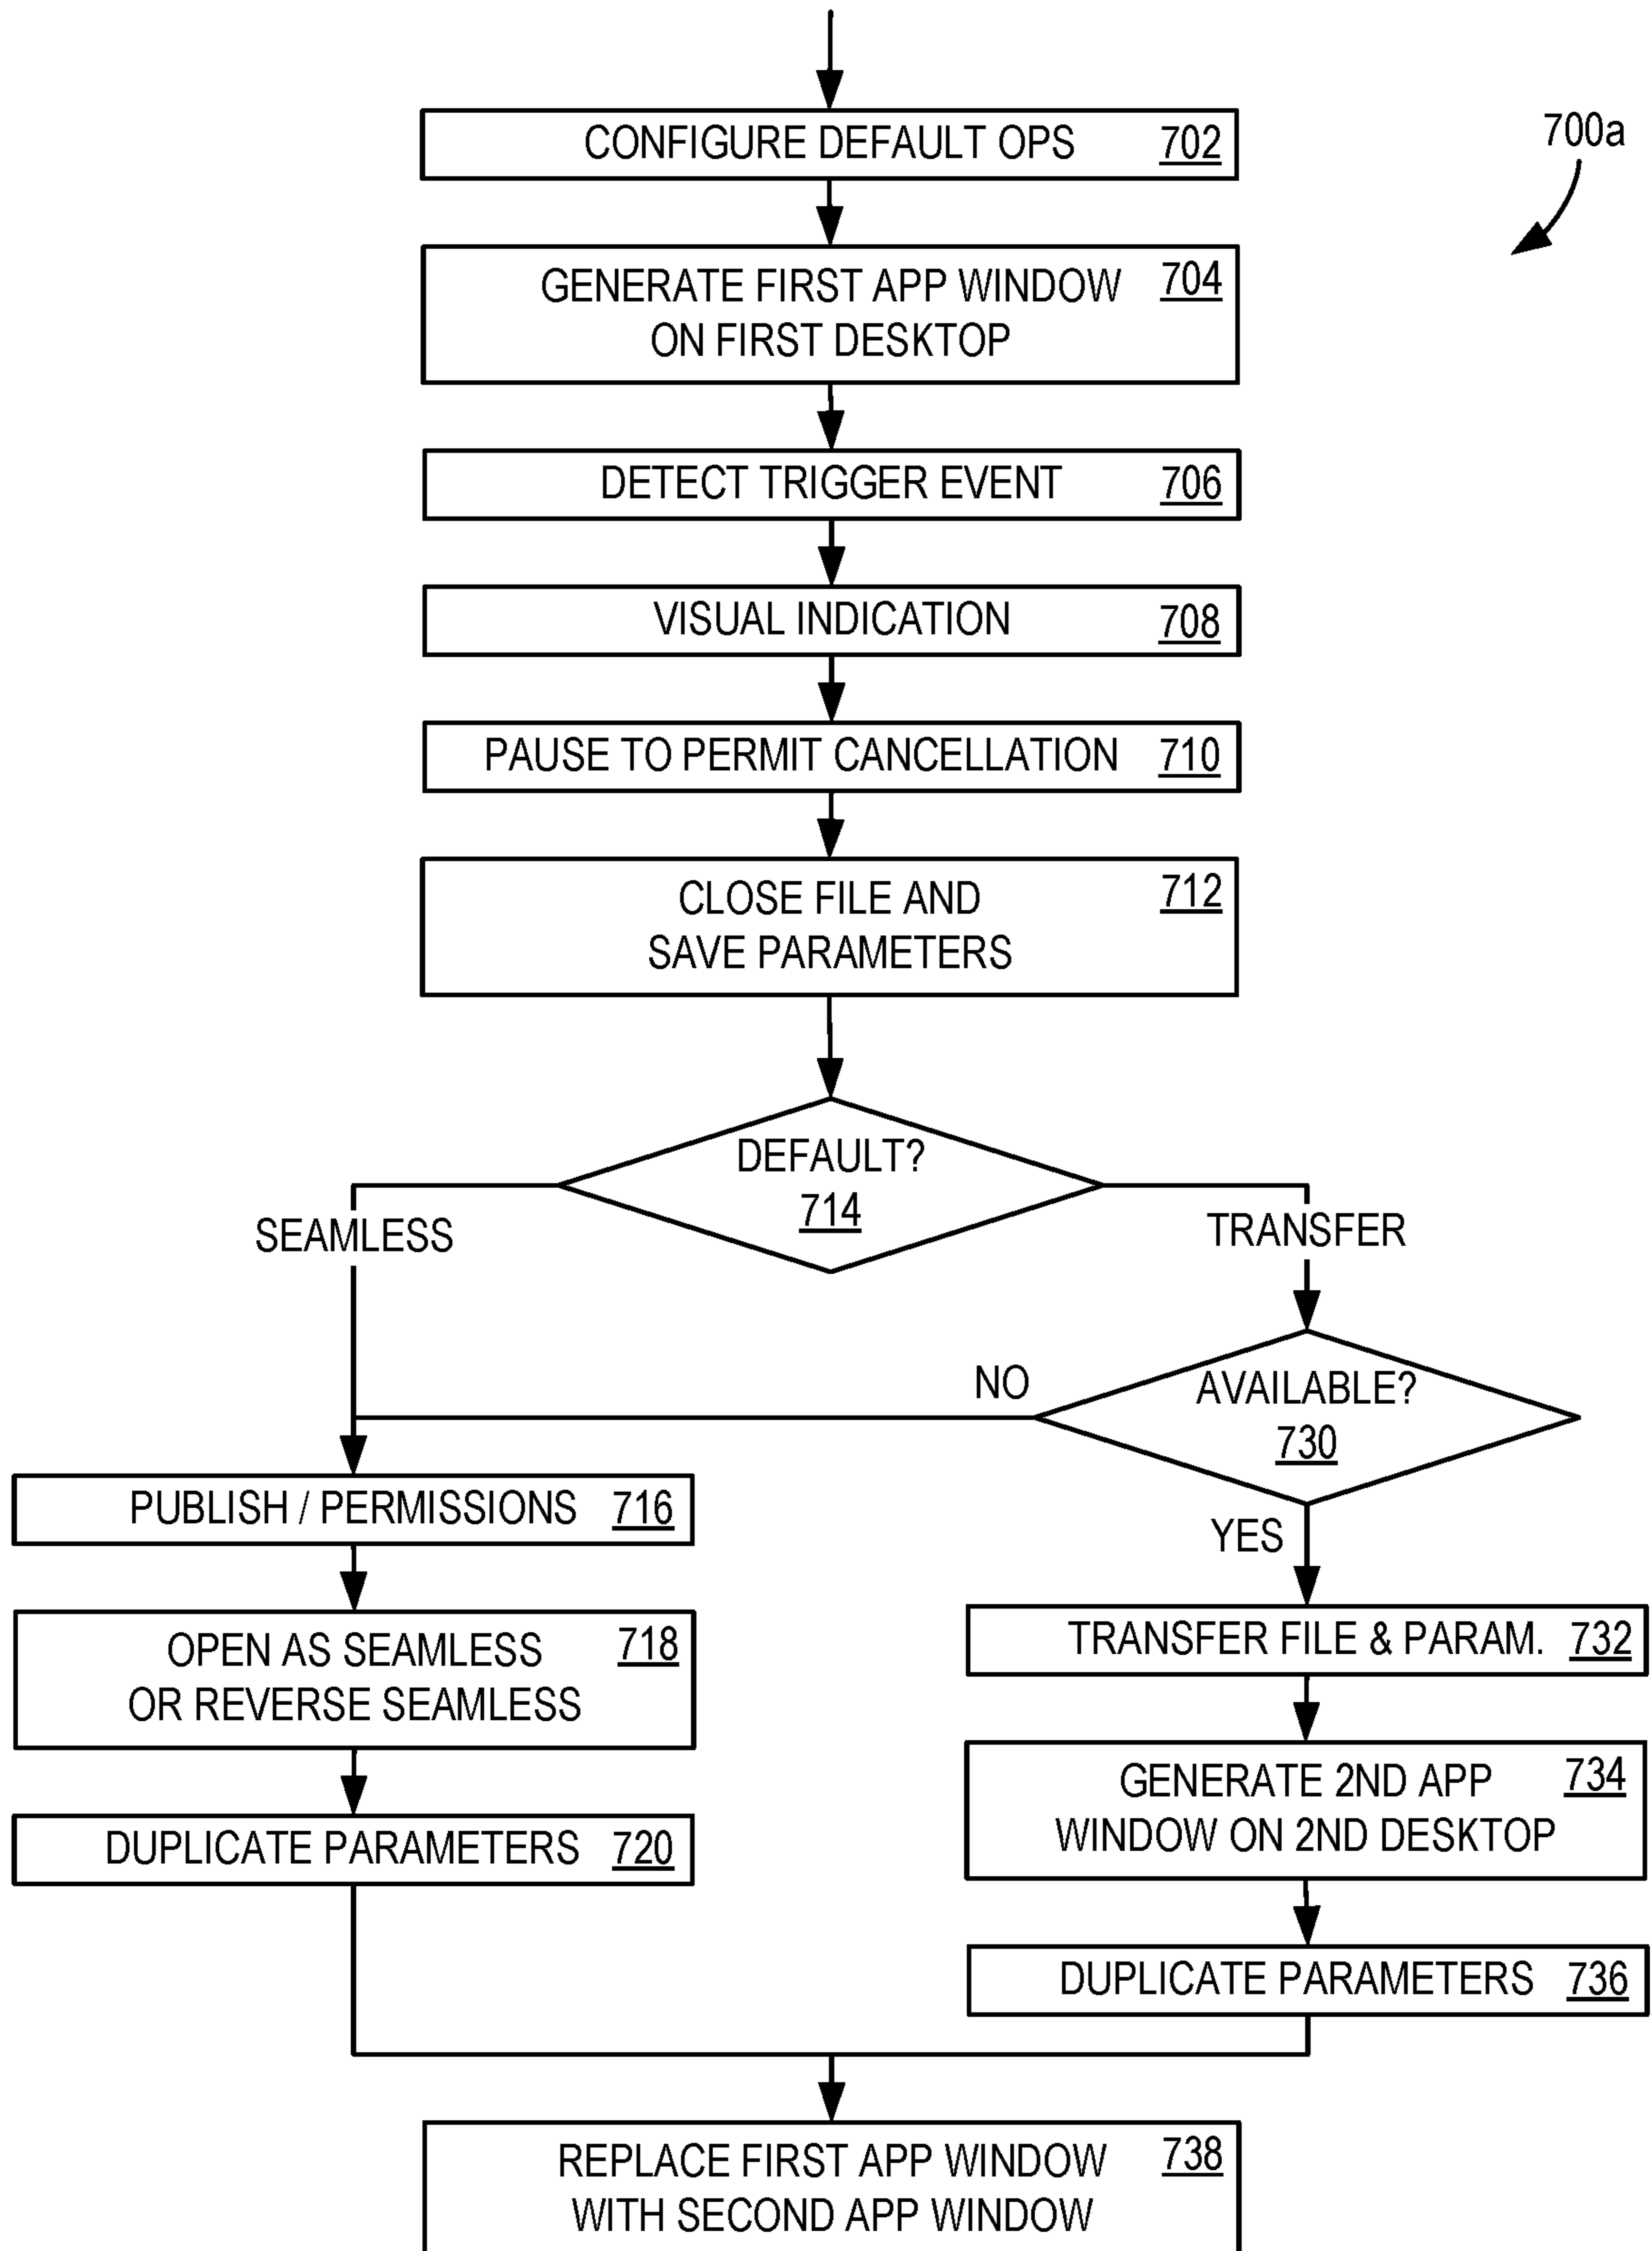 700a
CONFIGURE DEFAULT OPS 702
GENERATE FIRST APP WINDOW 704
ON FIRST DESKTOP
DETECT TRIGGER EVENT 706
VISUAL INDICATION 708
PAUSE TO PERMIT CANCELLATION 710
CLOSE FILE AND 712
SAVE PARAMETERS
DEFAULT?
714
SEAMLESS
TRANSFER
NO
AVAILABLE?
730
YES
PUBLISH / PERMISSIONS 716
OPEN AS SEAMLESS 718
OR REVERSE SEAMLESS
DUPLICATE PARAMETERS 720
TRANSFER FILE & PARAM. 732
GENERATE 2ND APP 734
WINDOW ON 2ND DESKTOP
DUPLICATE PARAMETERS 736
REPLACE FIRST APP WINDOW 738
WITH SECOND APP WINDOW